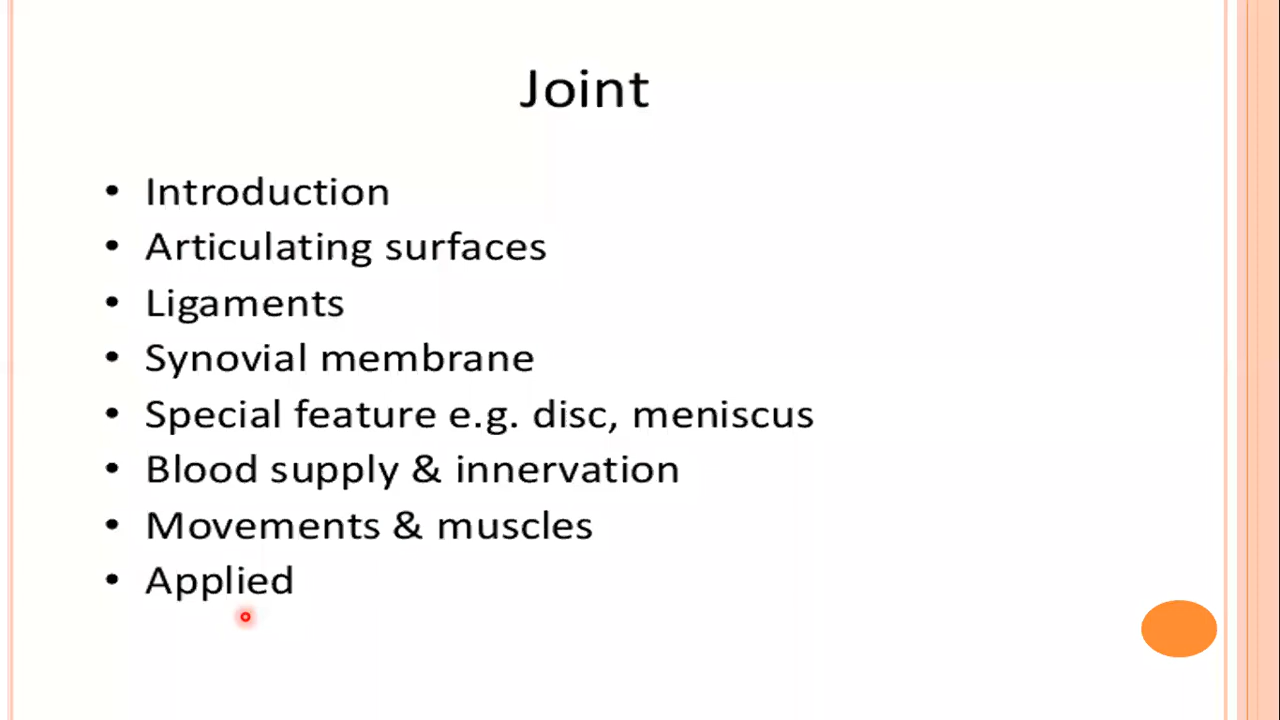 Joint
• Introduction
• Articulating surfaces
• Ligaments
• Synovial membrane
• Special feature e.g. disc, meniscus
• Blood supply & innervation
• Movements & muscles
• Applied